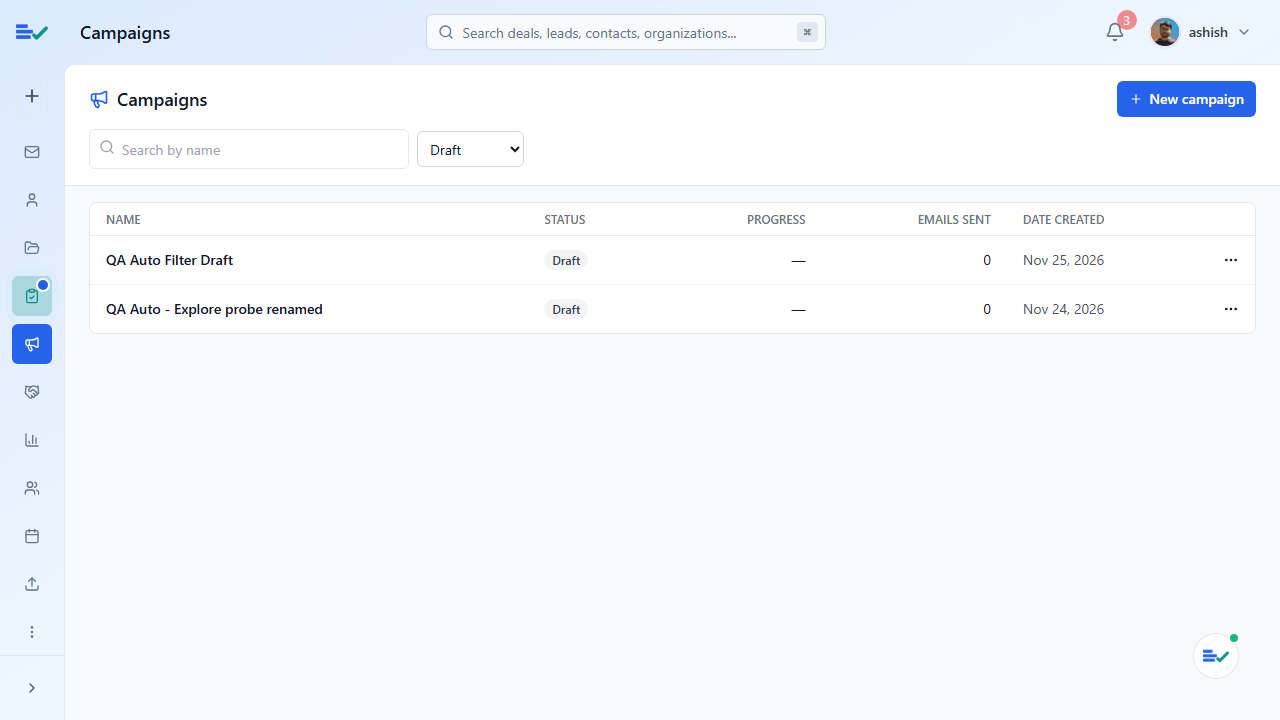 Campaigns
Search deals, leads, contacts, organizations...
⌘
3
ashish
Campaigns
New campaign
Search by name
Draft
NAME STATUS PROGRESS EMAILS SENT DATE CREATED
QA Auto Filter Draft Draft — 0 Nov 25, 2026
QA Auto - Explore probe renamed Draft — 0 Nov 24, 2026